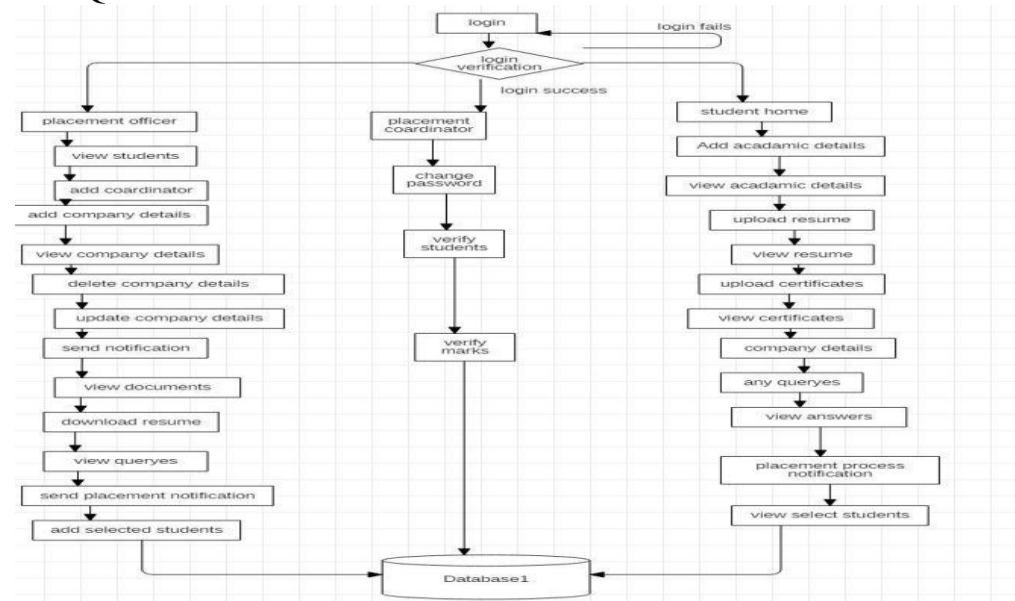 login
login fails
login
verification
login success
placement officer
view students
add coardinator
add company details
view company details
delete company details
update company details
send notification
view documents
download resume
view queryes
send placement notification
add selected students
placement
coardinator
change
password
verify
students
verify
marks
student home
Add acadamic details
view acadamic details
upload resume
view resume
upload certificates
view certificates
company details
any queryes
view answers
placement process
notification
view select students
Database1